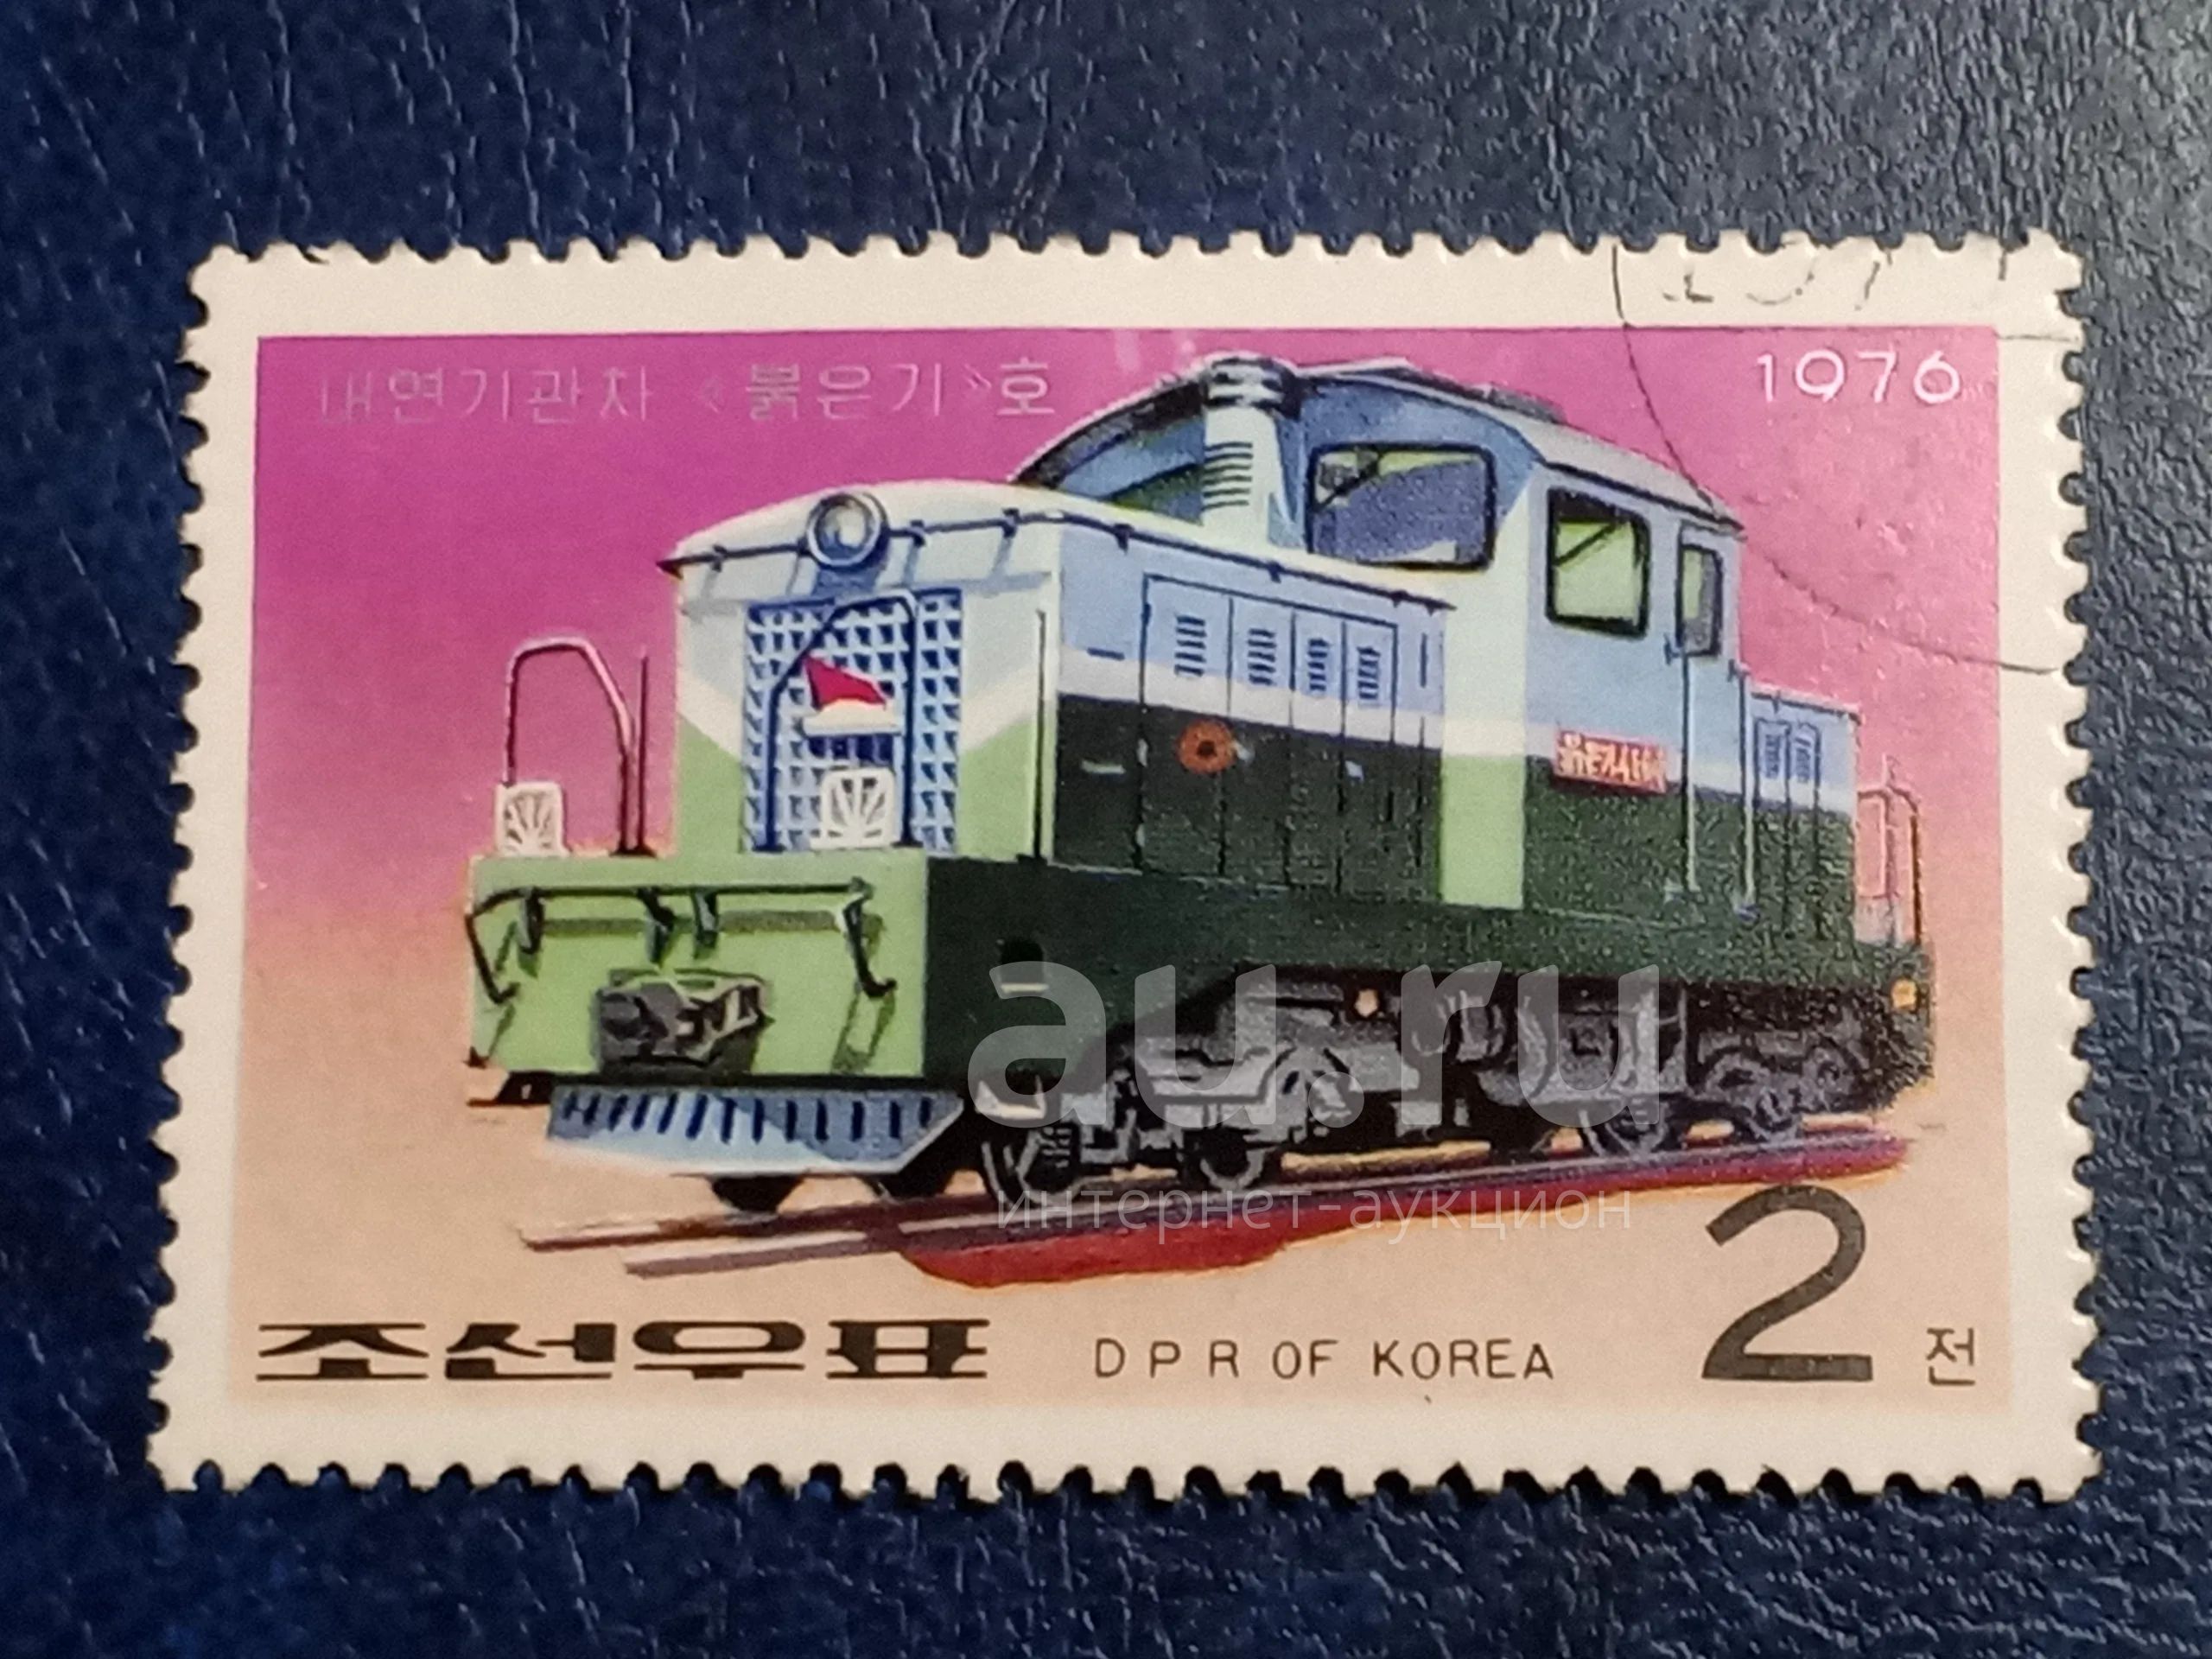 내연기관차 《붉은기》호
1976
au.ru
интернет-аукцион
조선우표
DPR OF KOREA
2전